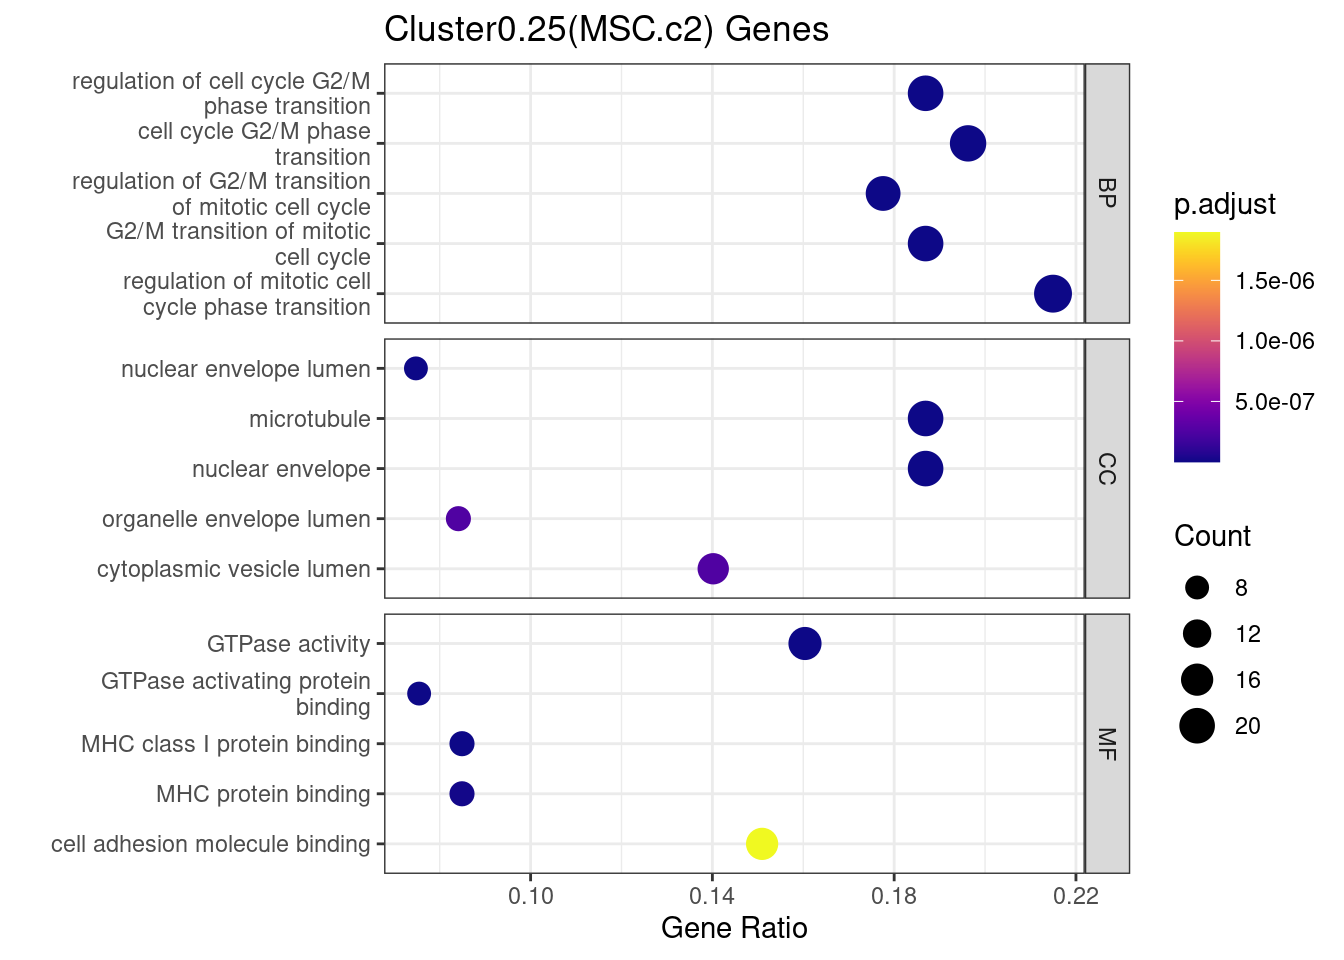 Cluster0.25(MSC.c2) Genes
regulation of cell cycle G2/M
phase transition
cell cycle G2/M phase
transition
regulation of G2/M transition
of mitotic cell cycle
G2/M transition of mitotic
cell cycle
regulation of mitotic cell
cycle phase transition
BP
nuclear envelope lumen
microtubule
nuclear envelope
organelle envelope lumen
cytoplasmic vesicle lumen
CC
GTPase activity
GTPase activating protein
binding
MHC class I protein binding
MHC protein binding
cell adhesion molecule binding
MF
0.10
0.14
0.18
0.22
Gene Ratio
p.adjust
1.5e-06
1.0e-06
5.0e-07
Count
8
12
16
20